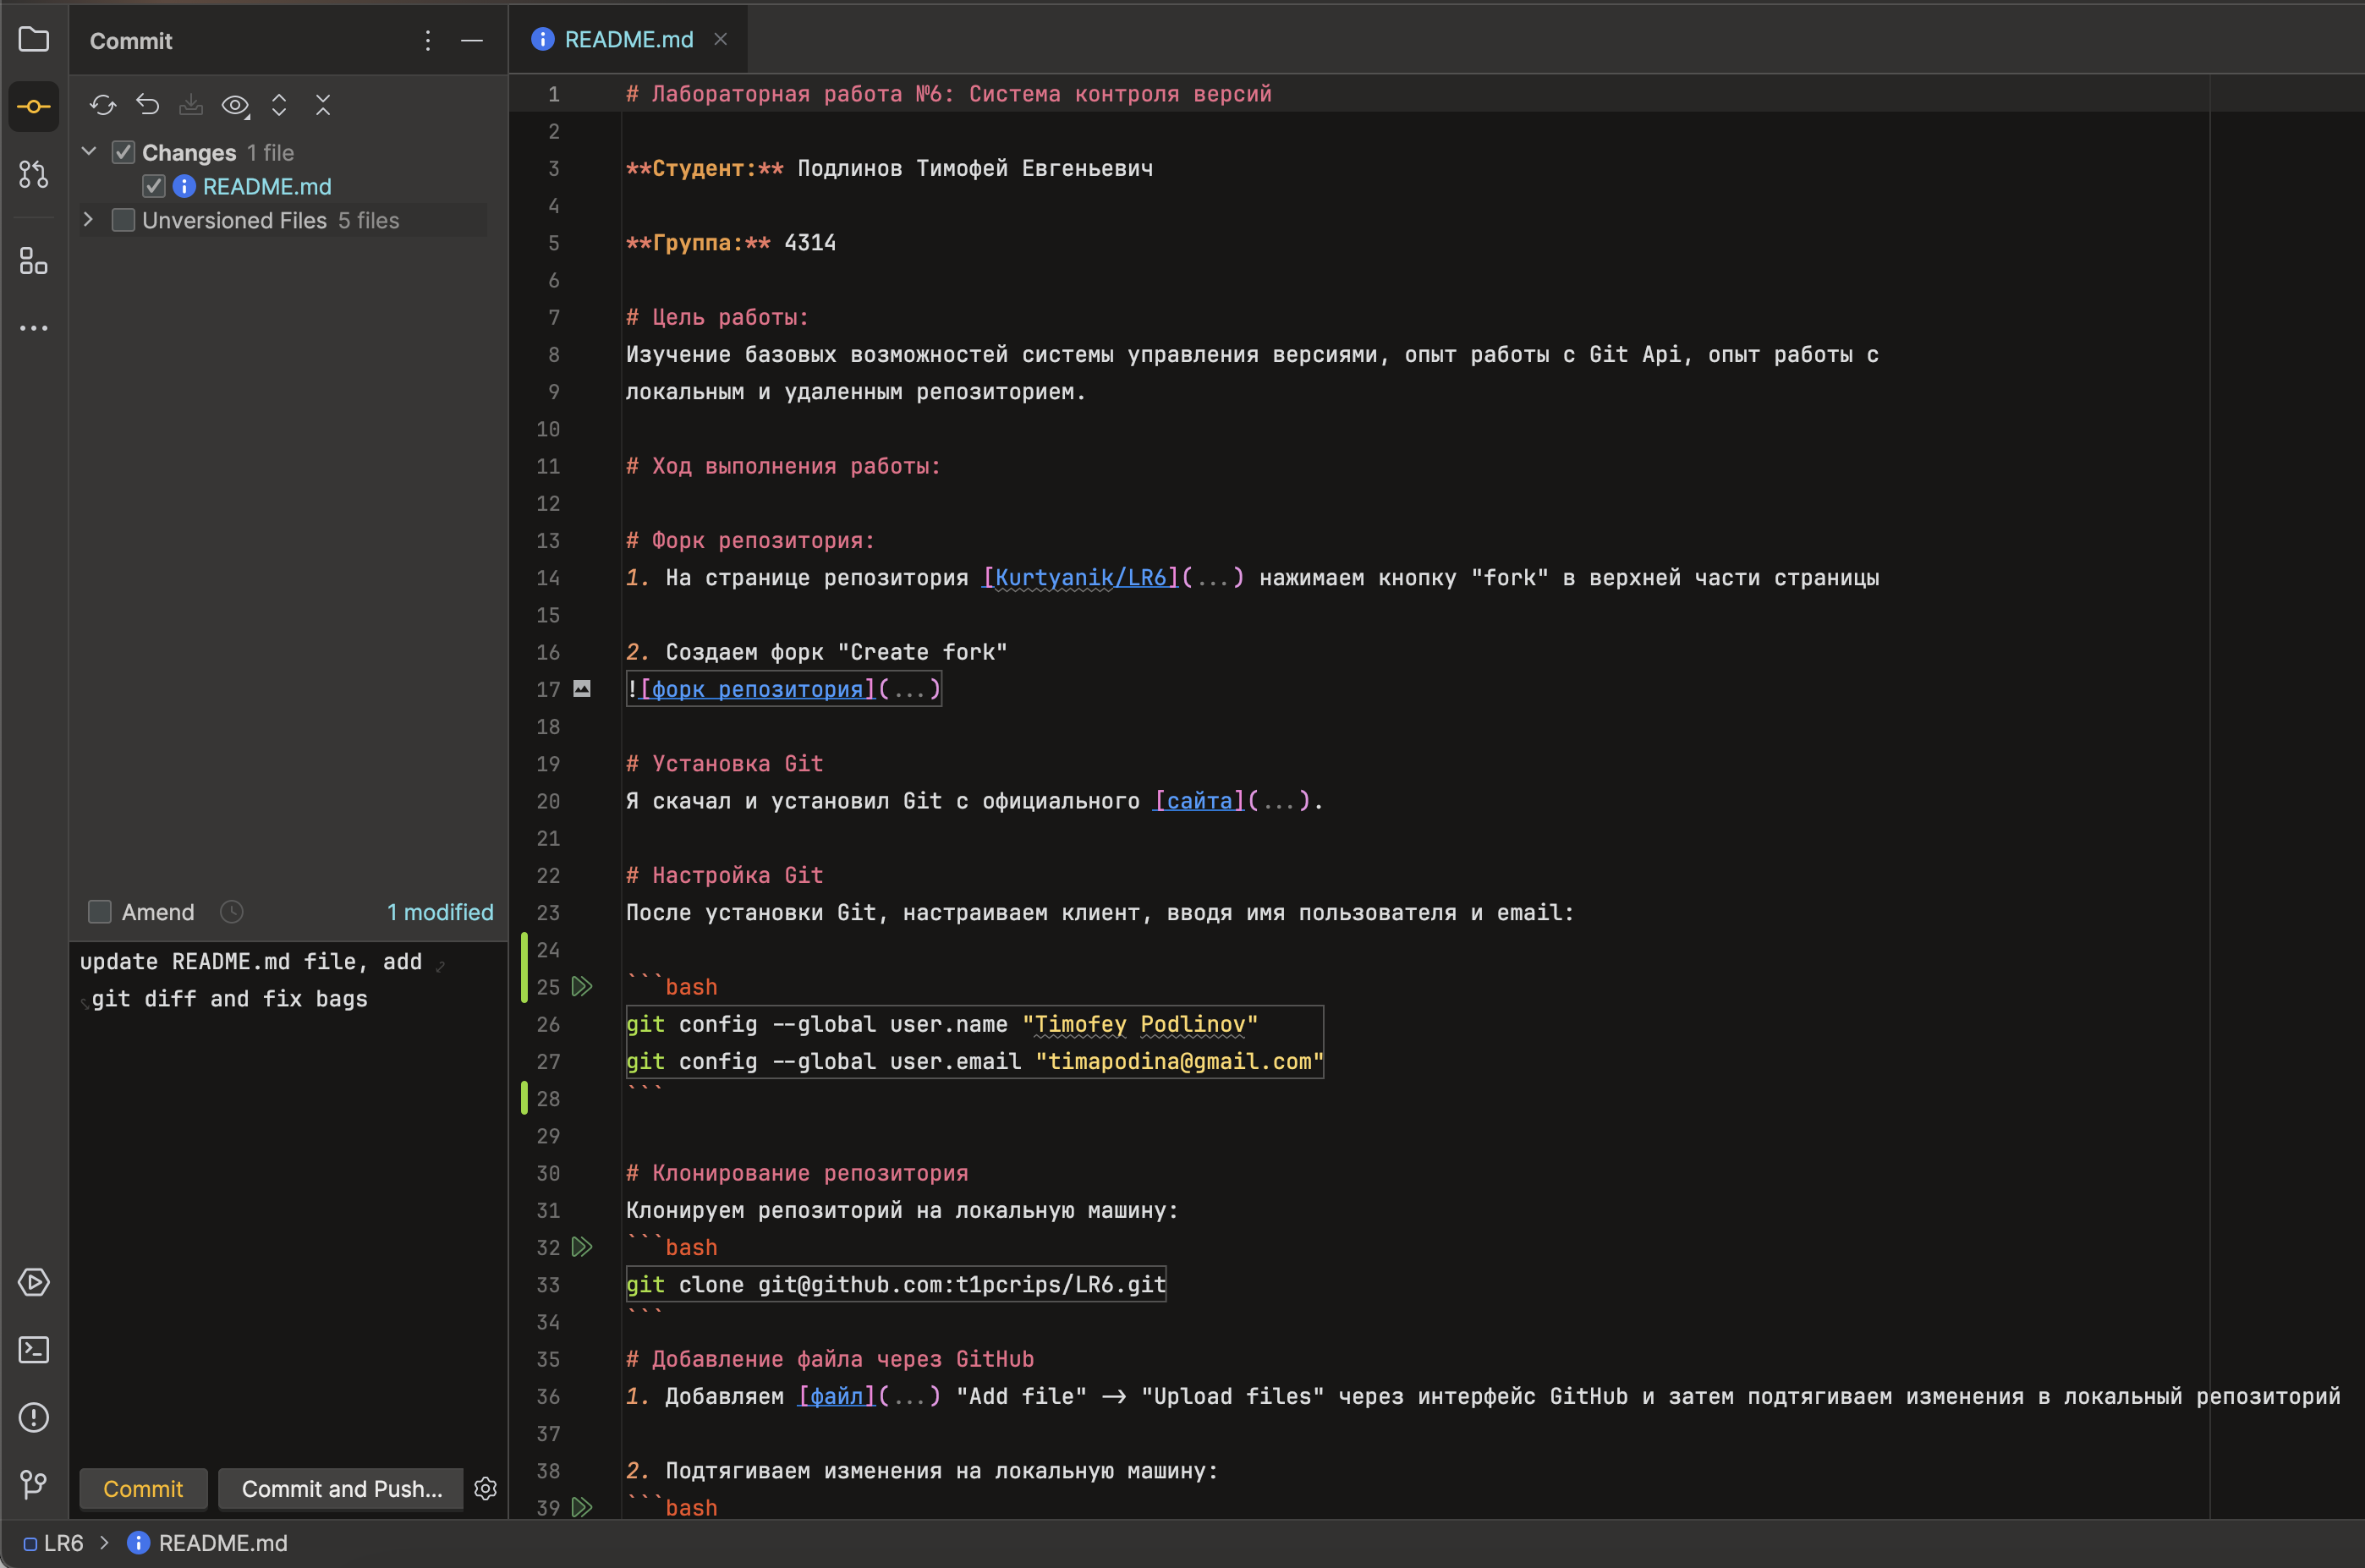 Commit
README.md
Changes 1 file
README.md
Unversioned Files 5 files
Amend
1 modified
update README.md file, add
git diff and fix bags
Commit
Commit and Push...
1 # Лабораторная работа №6: Система контроля версий
2
3 **Студент:** Подлинов Тимофей Евгеньевич
4
5 **Группа:** 4314
6
7 # Цель работы:
8 Изучение базовых возможностей системы управления версиями, опыт работы с Git Api, опыт работы с
9 локальным и удаленным репозиторием.
10
11 # Ход выполнения работы:
12
13 # Форк репозитория:
14 1. На странице репозитория [Kurtyanik/LR6](...) нажимаем кнопку "fork" в верхней части страницы
15
16 2. Создаем форк "Create fork"
17 ![форк репозитория](...)
18
19 # Установка Git
20 Я скачал и установил Git с официального [сайта](...).
21
22 # Настройка Git
23 После установки Git, настраиваем клиент, вводя имя пользователя и email:
24
25 ```bash
26 git config --global user.name "Timofey Podlinov"
27 git config --global user.email "timapodina@gmail.com"
28 ```
29
30 # Клонирование репозитория
31 Клонируем репозиторий на локальную машину:
32 ```bash
33 git clone git@github.com:t1pcrips/LR6.git
34 ```
35 # Добавление файла через GitHub
36 1. Добавляем [файл](...) "Add file" --> "Upload files" через интерфейс GitHub и затем подтягиваем изменения в локальный репозиторий
37
38 2. Подтягиваем изменения на локальную машину:
39 ```bash
LR6 > README.md